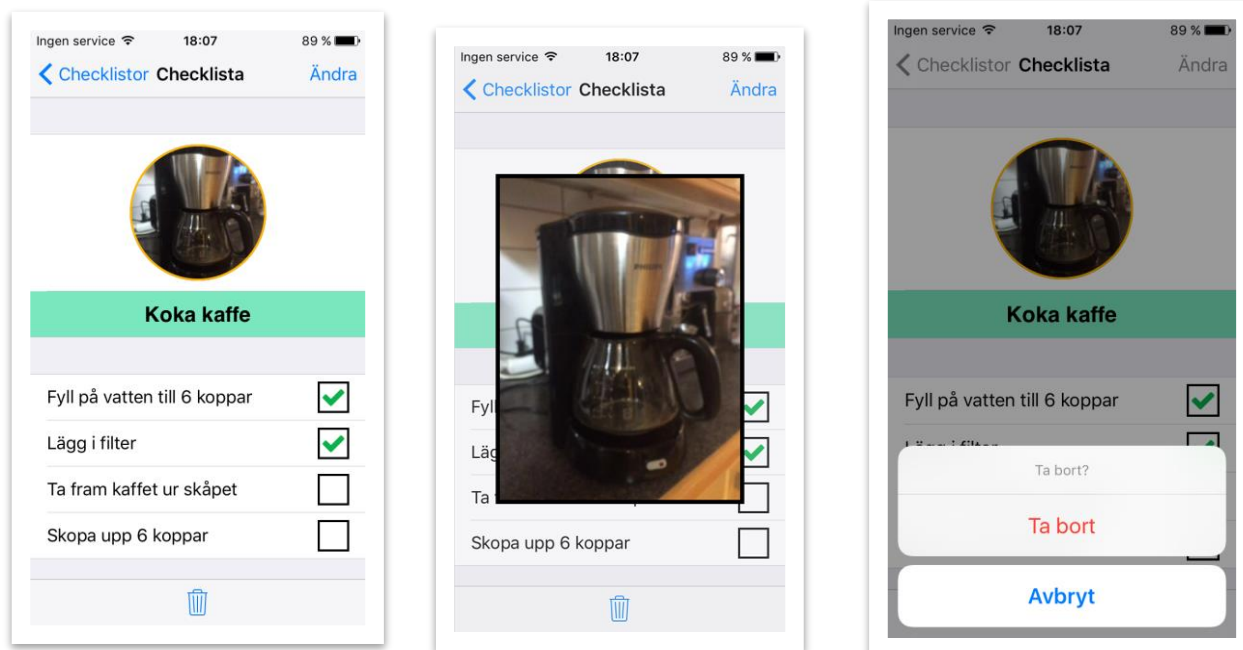 Ingen service 18:07 89 %
Checklistor Checklista Ändra
Koka kaffe
Fyll på vatten till 6 koppar
Lägg i filter
Ta fram kaffet ur skåpet
Skopa upp 6 koppar
Ingen service 18:07 89 %
Checklistor Checklista Ändra
PHILIPS
Fyll
Läg
Ta
Skopa upp 6 koppar
Ingen service 18:07 89 %
Checklistor Checklista Ändra
Koka kaffe
Fyll på vatten till 6 koppar
Lägg i filter
Ta bort?
Ta bort
Avbryt